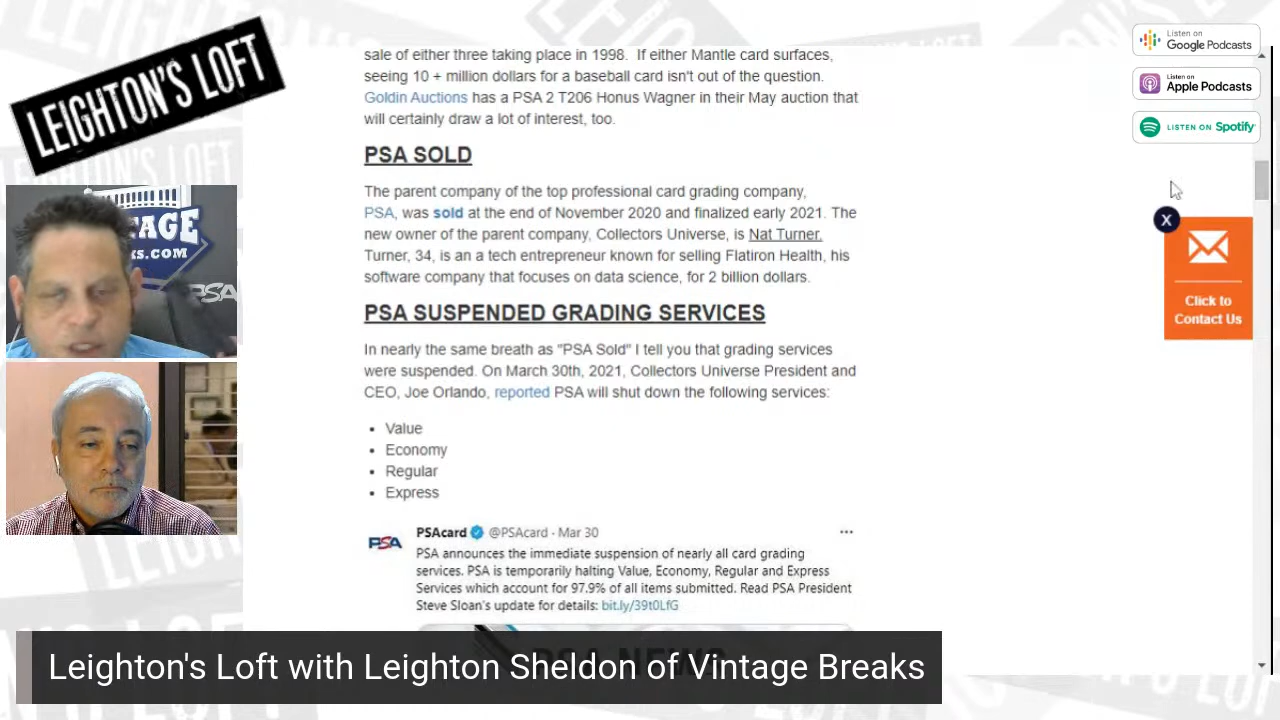 LEIGHTON'S LOFT
sale of either three taking place in 1998. If either Mantle card surfaces,
seeing 10 + million dollars for a baseball card isn't out of the question.
Goldin Auctions has a PSA 2 T206 Honus Wagner in their May auction that
will certainly draw a lot of interest, too.
PSA SOLD
The parent company of the top professional card grading company,
PSA, was sold at the end of November 2020 and finalized early 2021. The
new owner of the parent company, Collectors Universe, is Nat Turner.
Turner, 34, is an a tech entrepreneur known for selling Flatiron Health, his
software company that focuses on data science, for 2 billion dollars.
PSA SUSPENDED GRADING SERVICES
In nearly the same breath as "PSA Sold" I tell you that grading services
were suspended. On March 30th, 2021, Collectors Universe President and
CEO, Joe Orlando, reported PSA will shut down the following services:
• Value
• Economy
• Regular
• Express
PSA
PSAcard @PSAcard · Mar 30
PSA announces the immediate suspension of nearly all card grading
services. PSA is temporarily halting Value, Economy, Regular and Express
Services which account for 97.9% of all items submitted. Read PSA President
Steve Sloan's update for details: bit.ly/39t0LfG
PSA NEWS
Listen on
Google Podcasts
Listen on
Apple Podcasts
LISTEN ON Spotify
X
Click to
Contact Us
.COM
PSA
Leighton's Loft with Leighton Sheldon of Vintage Breaks